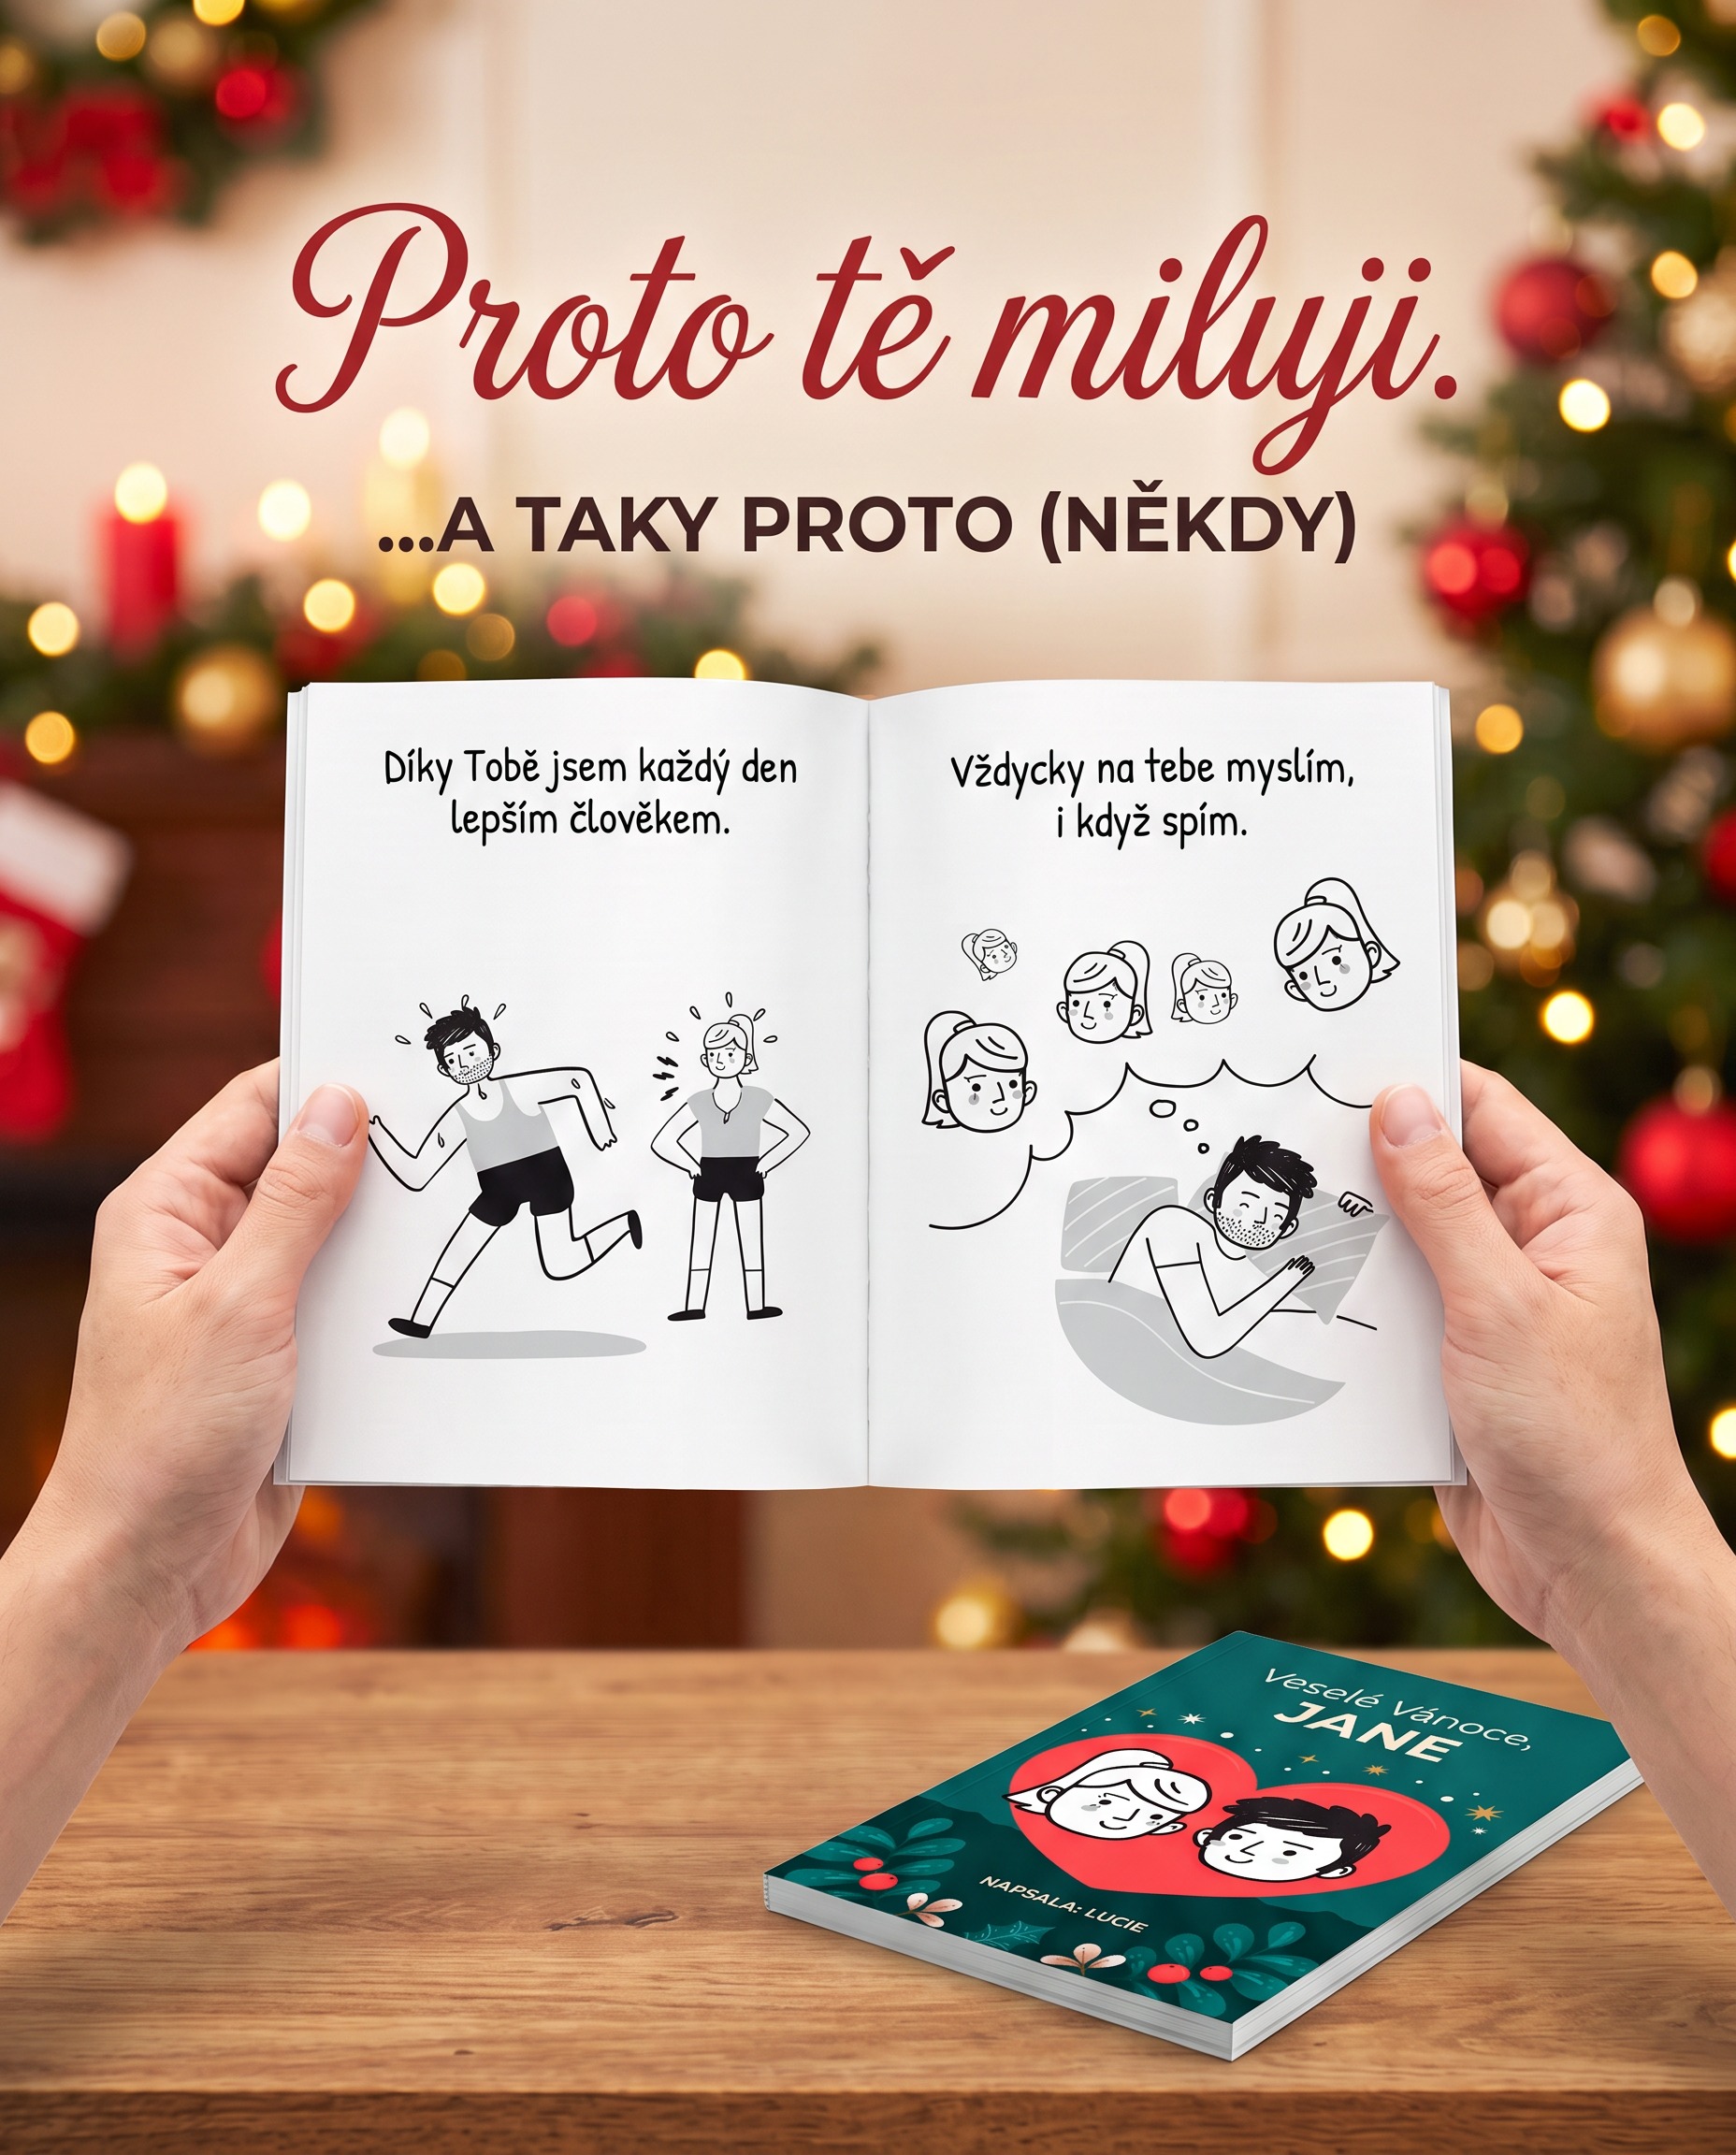 Proto tě miluji.
...A TAKY PROTO (NĚKDY)
Díky Tobě jsem každý den
lepším člověkem.
Vždycky na tebe myslím,
i když spím.
Veselé Vánoce,
JANE
NAPSALA: LUCIE